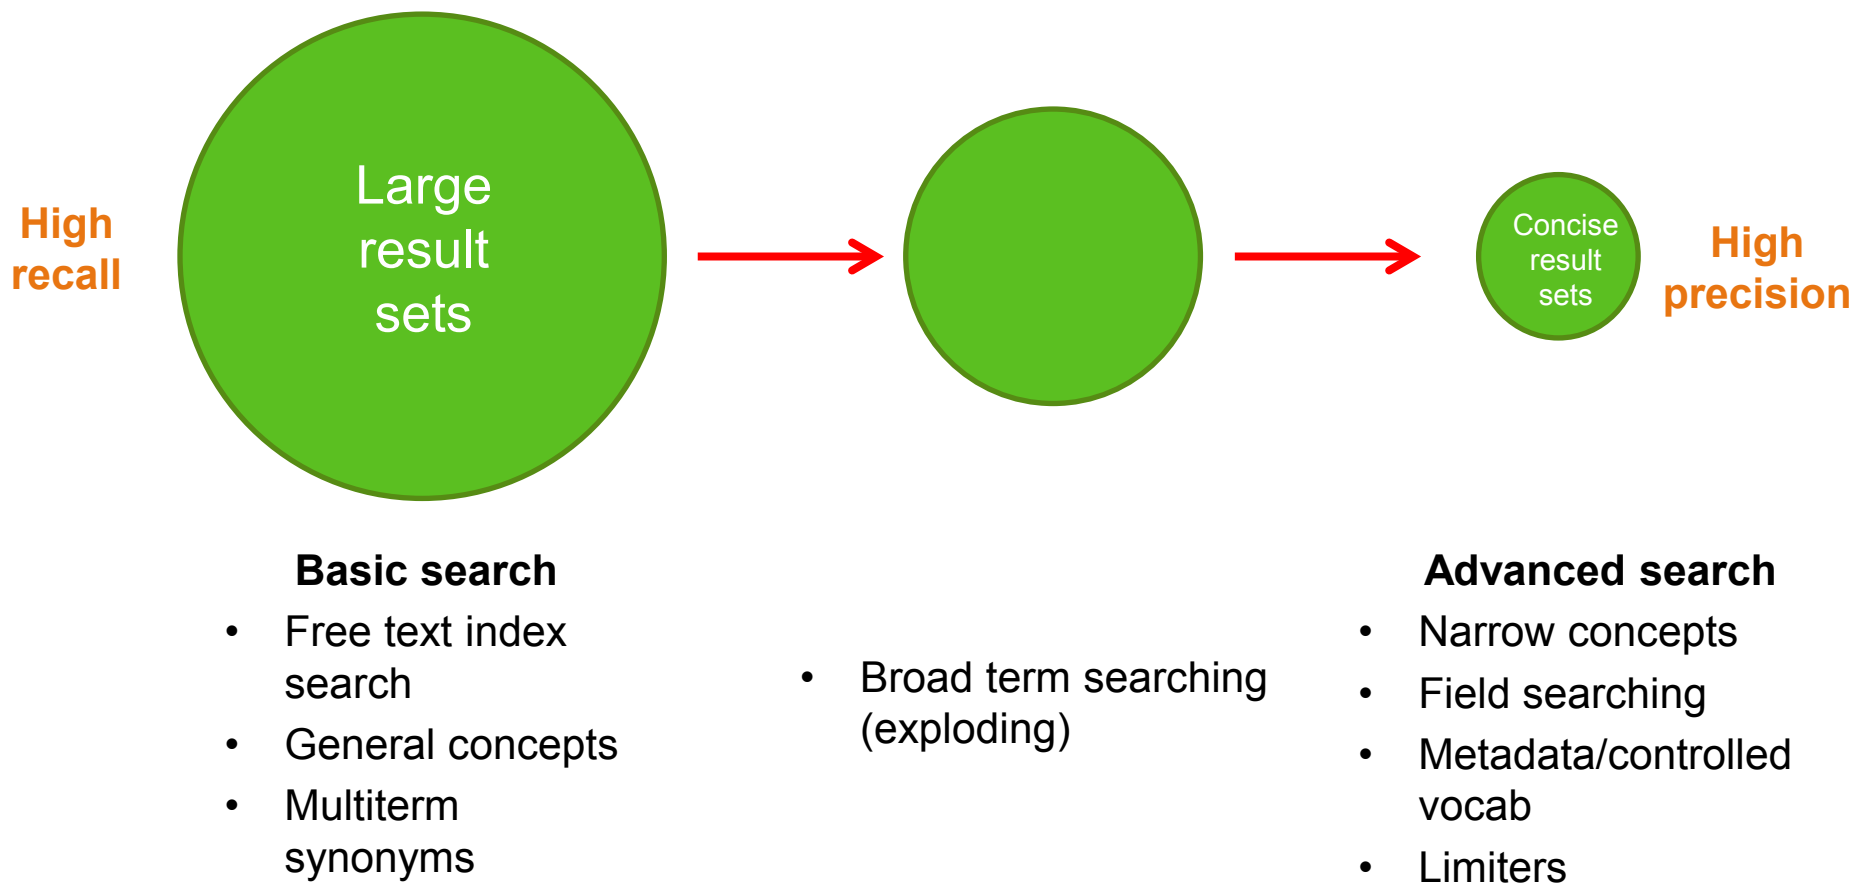 High
recall
Large
result
sets
Concise
result
sets
High
precision
Basic search
• Free text index
search
• General concepts
• Multiterm
synonyms
• Broad term searching
(exploding)
Advanced search
• Narrow concepts
• Field searching
• Metadata/controlled
vocab
• Limiters